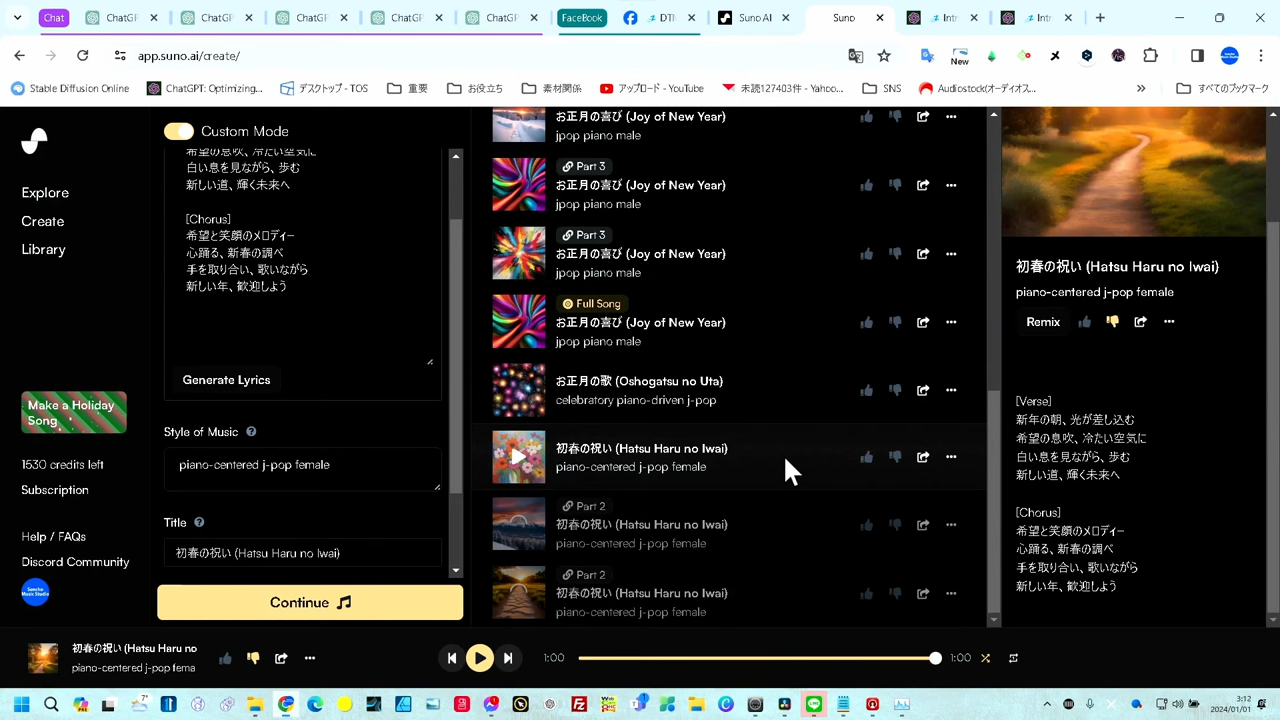 Chat
ChatGP
ChatGP
ChatGP
ChatGP
ChatGP
FaceBook
DTM
Suno AI
Suno
Intr
Intr
app.suno.ai/create/
New
Stable Diffusion Online
ChatGPT: Optimizing...
デスクトップ - TOS
重要
お役立ち
素材関係
アップロード - YouTube
未読127403件 - Yahoo...
SNS
Audiostock(オーディオス...
»
すべてのブックマーク
Custom Mode
Explore
Create
Library
Make a Holiday
Song
1530 credits left
Subscription
Help / FAQs
Discord Community
希望の息吹、冷たい空気に
白い息を見ながら、歩む
新しい道、輝く未来へ
[Chorus]
希望と笑顔のメロディー
心踊る、新春の調べ
手を取り合い、歌いながら
新しい年、歓迎しよう
Generate Lyrics
Style of Music
piano-centered j-pop female
Title
初春の祝い (Hatsu Haru no Iwai)
Continue
お正月の喜び (Joy of New Year)
jpop piano male
Part 3
お正月の喜び (Joy of New Year)
jpop piano male
Part 3
お正月の喜び (Joy of New Year)
jpop piano male
Full Song
お正月の喜び (Joy of New Year)
jpop piano male
お正月の歌 (Oshogatsu no Uta)
celebratory piano-driven j-pop
初春の祝い (Hatsu Haru no Iwai)
piano-centered j-pop female
Part 2
初春の祝い (Hatsu Haru no Iwai)
piano-centered j-pop female
Part 2
初春の祝い (Hatsu Haru no Iwai)
piano-centered j-pop female
初春の祝い (Hatsu Haru no Iwai)
piano-centered j-pop female
Remix
[Verse]
新年の朝、光が差し込む
希望の息吹、冷たい空気に
白い息を見ながら、歩む
新しい道、輝く未来へ
[Chorus]
希望と笑顔のメロディー
心踊る、新春の調べ
手を取り合い、歌いながら
新しい年、歓迎しよう
初春の祝い (Hatsu Haru no
piano-centered j-pop fema
1:00
1:00
3:12
2024/01/01